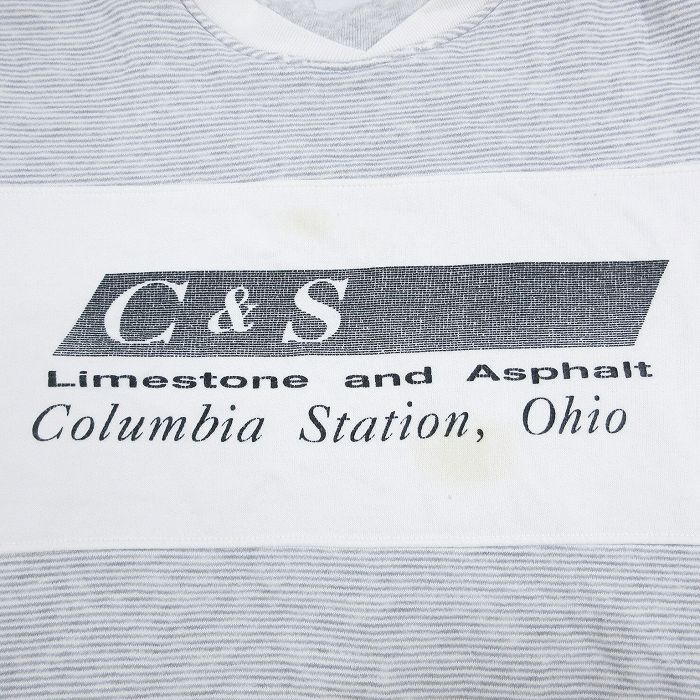 C & S
Limestone and Asphalt
Columbia Station, Ohio